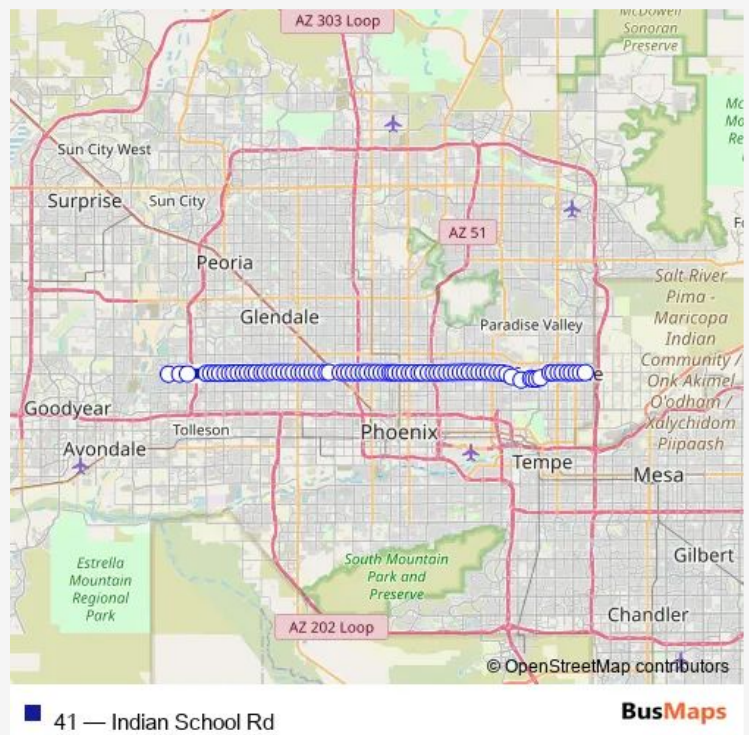 McDowell
Sonoran
Preserve
AZ 303 Loop
Sun City West
Surprise
Sun City
AZ 51
Peoria
Salt River
Pima -
Maricopa
Indian
Community /
Onk Akimel
O'odham /
Xalychidom
Piipaash
Glendale
Paradise Valley
e
Goodyear
Tolleson
Phoenix
Avondale
Tempe
Mesa
Estrella
Mountain
Regional
Park
South Mountain
Park and
Preserve
Gilbert
Chandler
AZ 202 Loop
© OpenStreetMap contributors
41 — Indian School Rd
BusMaps